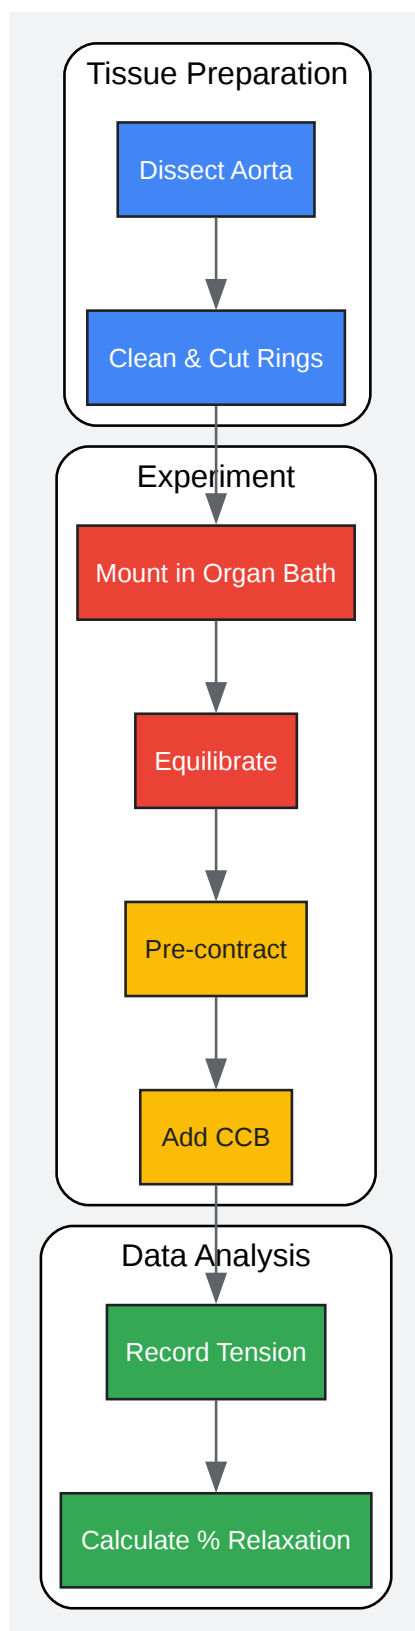 Tissue Preparation
Dissect Aorta
Clean & Cut Rings
Experiment
Mount in Organ Bath
Equilibrate
Pre-contract
Add CCB
Data Analysis
Record Tension
Calculate % Relaxation